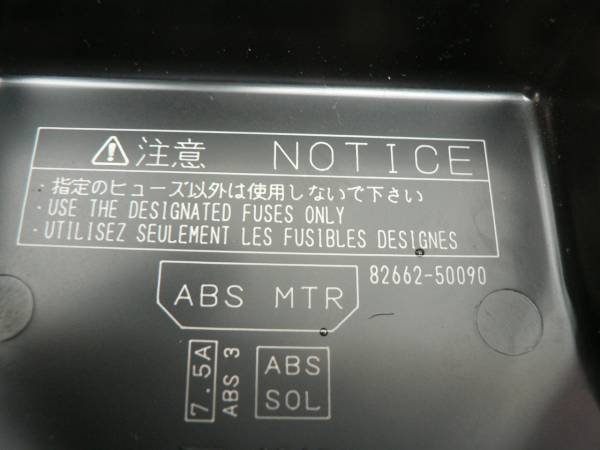 注意 NOTICE
・指定のヒューズ以外は使用しないで下さい
・USE THE DESIGNATED FUSES ONLY
・UTILISEZ SEULEMENT LES FUSIBLES DESIGNES
82662-50090
ABS MTR
7.5A
ABS 3
ABS
SOL